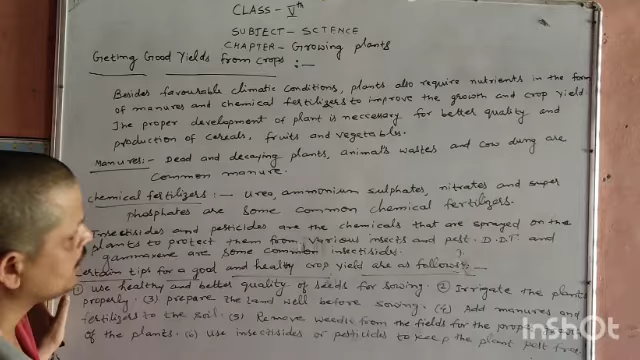 CLASS - Vth
SUBJECT - SCIENCE
CHAPTER - Growing plants
Geting Good Yields from crops :-
Besides favourable climatic conditions, plants also require nutrients in the form
of manures and chemical fertilizers to improve the growth and crop yield.
The proper development of plant is neccesary for better quality and
production of cereals, fruits and vegetables.
Manures:- Dead and decaying plants, animal's wastes and cow dung are
common manure.
chemical fertilizers :- Urea, ammonium sulphates, nitrates and super
phosphates are some common chemical fertilizers.
Insectisides and pesticides are the chemicals that are sprayed on the
plants to protect them from various insects and pest. D.D.T. and
gammaxene are some common insectisides.
certain tips for a good and healthy crop yield are as follows:-
(1) use healthy and better quality of seeds for sowing. (2) Irrigate the plants
properly. (3) prepare the land well before sowing. (4) Add manures and
fertilizers to the soil. (5) Remove weeds from the fields for the proper
of the plants. (6) Use insectisides or pesticides to keep the plant pest free.
InShot